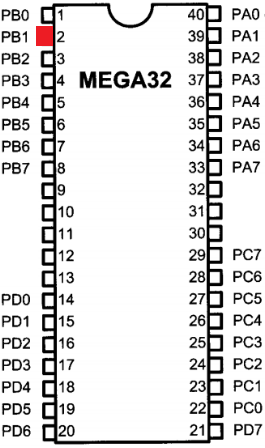 PB0 1 40 PA0
PB1 2 39 PA1
PB2 3 38 PA2
PB3 4 MEGA32 37 PA3
PB4 5 36 PA4
PB5 6 35 PA5
PB6 7 34 PA6
PB7 8 33 PA7
9 32
10 31
11 30
12 29 PC7
13 28 PC6
PD0 14 27 PC5
PD1 15 26 PC4
PD2 16 25 PC3
PD3 17 24 PC2
PD4 18 23 PC1
PD5 19 22 PC0
PD6 20 21 PD7